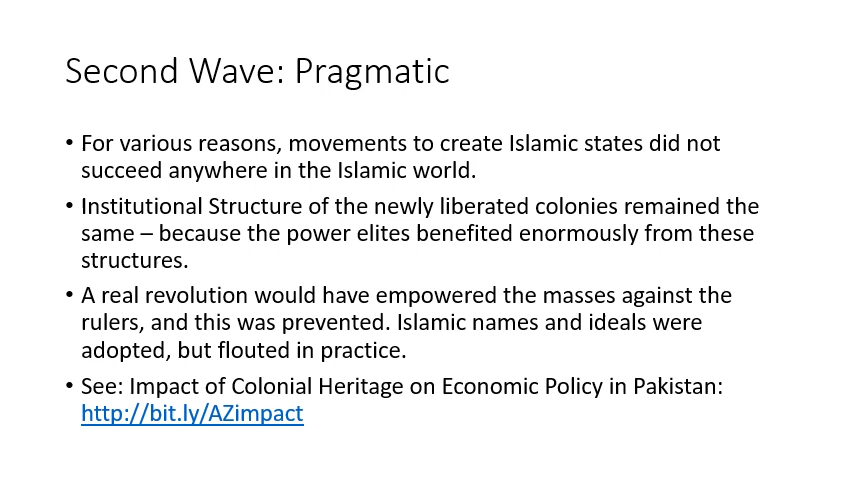 Second Wave: Pragmatic
• For various reasons, movements to create Islamic states did not
succeed anywhere in the Islamic world.
• Institutional Structure of the newly liberated colonies remained the
same – because the power elites benefited enormously from these
structures.
• A real revolution would have empowered the masses against the
rulers, and this was prevented. Islamic names and ideals were
adopted, but flouted in practice.
• See: Impact of Colonial Heritage on Economic Policy in Pakistan:
http://bit.ly/AZimpact